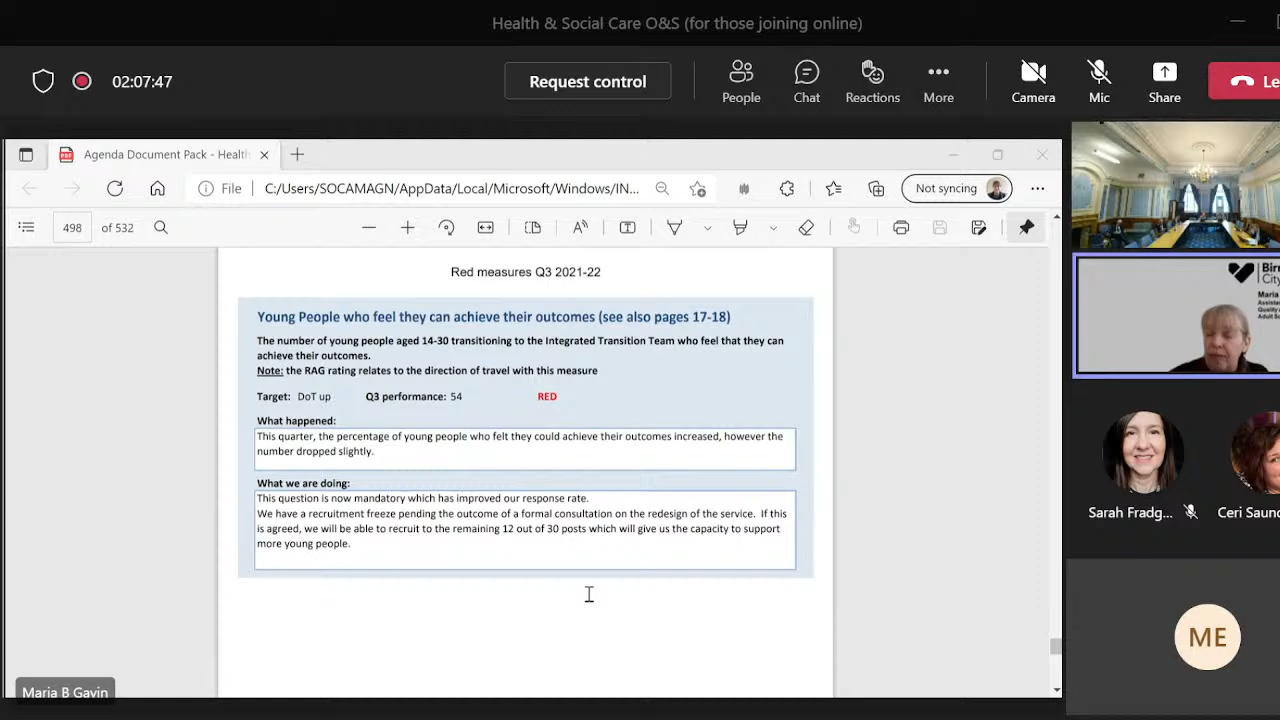 Health & Social Care O&S (for those joining online)
02:07:47
Request control
People
Chat
Reactions
More
Camera
Mic
Share
Le
Agenda Document Pack - Health
File
C:/Users/SOCAMAGN/AppData/Local/Microsoft/Windows/IN...
Not syncing
498 of 532
Red measures Q3 2021-22
Young People who feel they can achieve their outcomes (see also pages 17-18)
The number of young people aged 14-30 transitioning to the Integrated Transition Team who feel that they can
achieve their outcomes.
Note: the RAG rating relates to the direction of travel with this measure
Target: DoT up Q3 performance: 54 RED
What happened:
This quarter, the percentage of young people who felt they could achieve their outcomes increased, however the
number dropped slightly.
What we are doing:
This question is now mandatory which has improved our response rate.
We have a recruitment freeze pending the outcome of a formal consultation on the redesign of the service. If this
is agreed, we will be able to recruit to the remaining 12 out of 30 posts which will give us the capacity to support
more young people.
Maria B Gavin
Birm
City
Maria
Assistan
Quality a
Adult So
Sarah Fradg...
Ceri Saund
ME